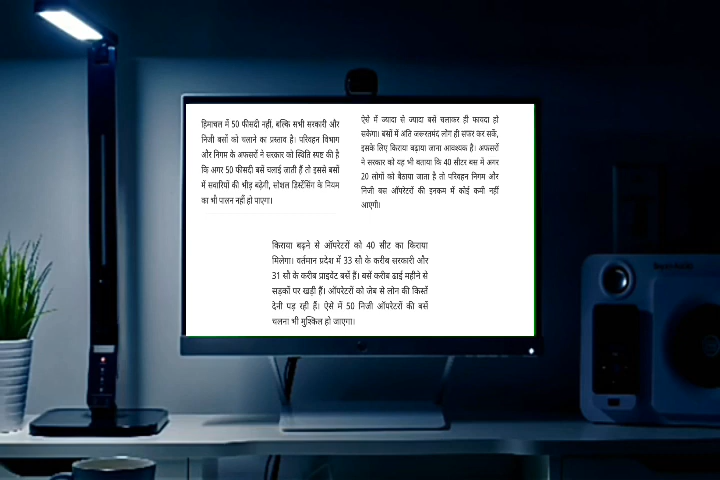 हिमाचल में 50 फीसदी नहीं, बल्कि सभी सरकारी और
निजी बसों को चलाने का प्रस्ताव है। परिवहन विभाग
और निगम के अफसरों ने सरकार को स्थिति स्पष्ट की है
कि अगर 50 फीसदी बसें चलाई जाती हैं तो इससे बसों
में सवारियों की भीड़ बढ़ेगी, सोशल डिस्टेंसिंग के नियम
का भी पालन नहीं हो पाएगा।
ऐसे में ज्यादा से ज्यादा बसें चलाकर ही फायदा हो
सकेगा। बसों में अति जरूरतमंद लोग ही सफर कर सकें,
इसके लिए किराया बढ़ाया जाना आवश्यक है। अफसरों
ने सरकार को यह भी बताया कि 40 सीटर बस में अगर
20 लोगों को बैठाया जाता है तो परिवहन निगम और
निजी बस ऑपरेटरों की इनकम में कोई कमी नहीं
आएगी।
किराया बढ़ने से ऑपरेटरों को 40 सीट का किराया
मिलेगा। वर्तमान प्रदेश में 33 सौ के करीब सरकारी और
31 सौ के करीब प्राइवेट बसें हैं। बसें करीब ढाई महीने से
सड़कों पर खड़ी हैं। ऑपरेटरों को जेब से लोन की किस्तें
देनी पड़ रही हैं। ऐसे में 50 निजी ऑपरेटरों की बसें
चलना भी मुश्किल हो जाएगा।